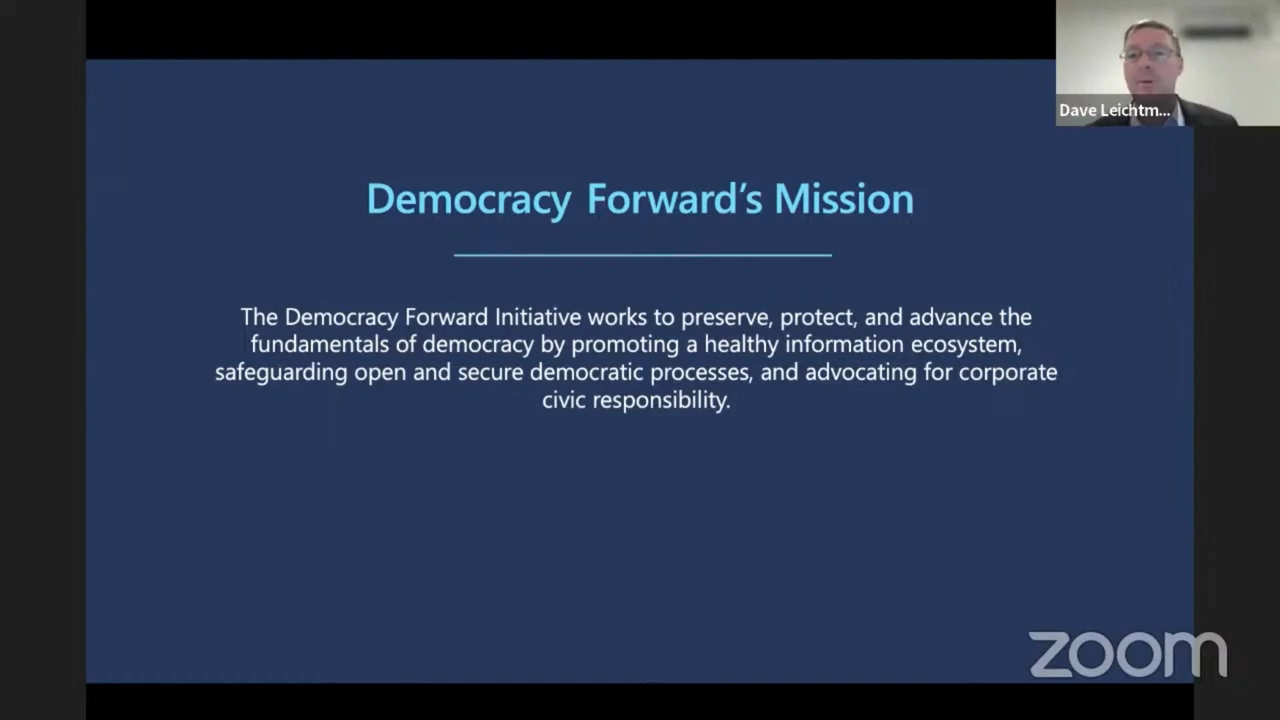 Dave Leichtm...
Democracy Forward's Mission
The Democracy Forward Initiative works to preserve, protect, and advance the
fundamentals of democracy by promoting a healthy information ecosystem,
safeguarding open and secure democratic processes, and advocating for corporate
civic responsibility.
zoom